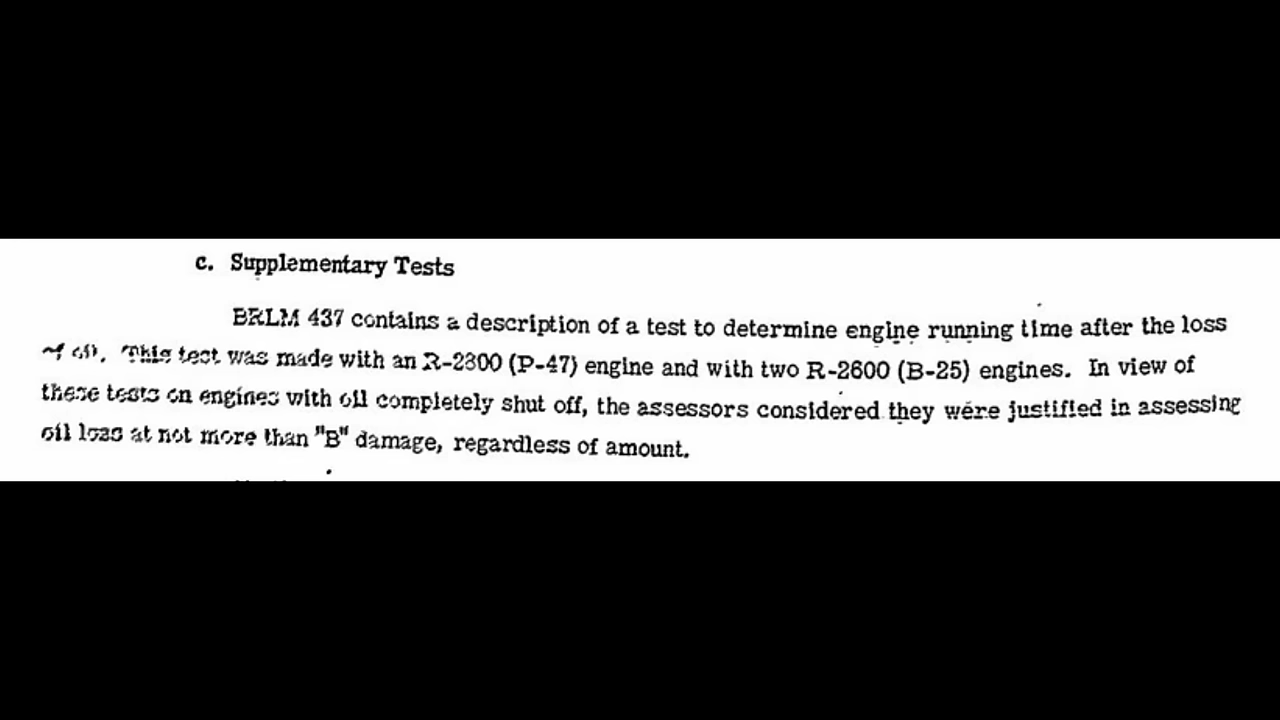 c. Supplementary Tests
BRLM 437 contains a description of a test to determine engine running time after the loss
of oil. This test was made with an R-2800 (P-47) engine and with two R-2600 (B-25) engines. In view of
these tests on engines with oil completely shut off, the assessors considered they were justified in assessing
oil loss at not more than "B" damage, regardless of amount.